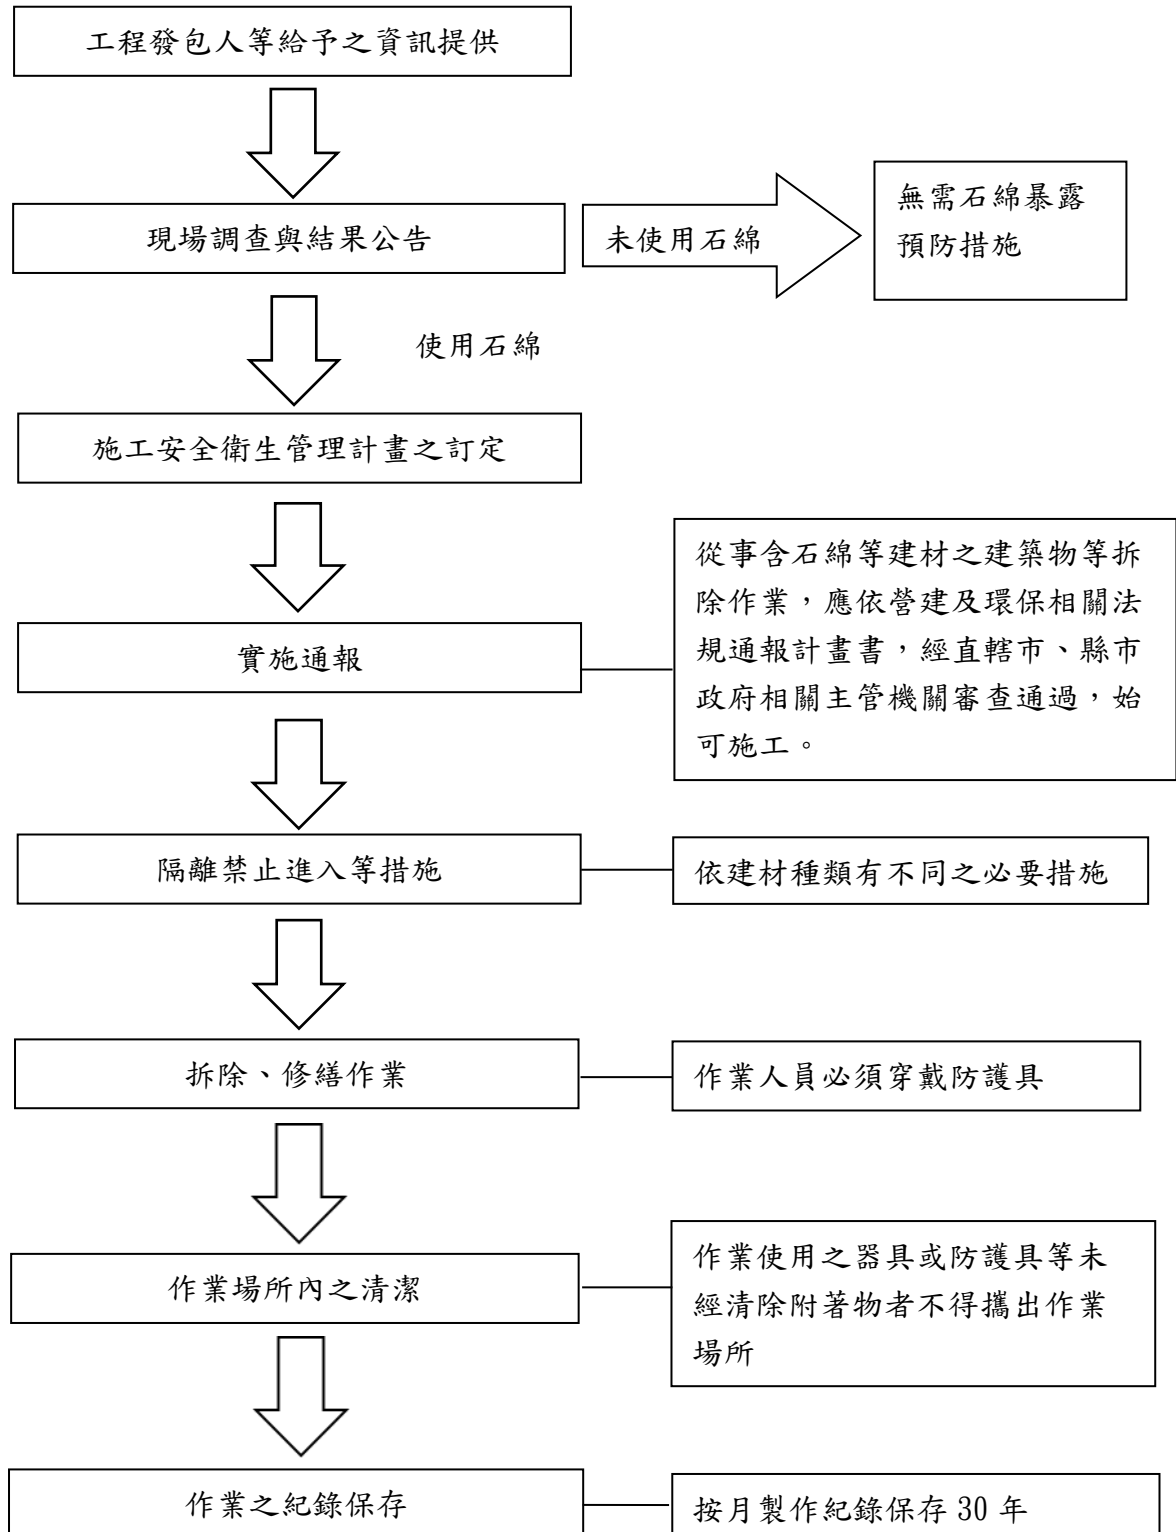 工程發包人等給予之資訊提供
現場調查與結果公告
未使用石綿
無需石綿暴露
預防措施
使用石綿
施工安全衛生管理計畫之訂定
實施通報
從事含石綿等建材之建築物等拆
除作業，應依營建及環保相關法
規通報計畫書，經直轄市、縣市
政府相關主管機關審查通過，始
可施工。
隔離禁止進入等措施
依建材種類有不同之必要措施
拆除、修繕作業
作業人員必須穿戴防護具
作業場所內之清潔
作業使用之器具或防護具等未
經清除附著物者不得攜出作業
場所
作業之紀錄保存
按月製作紀錄保存 30 年